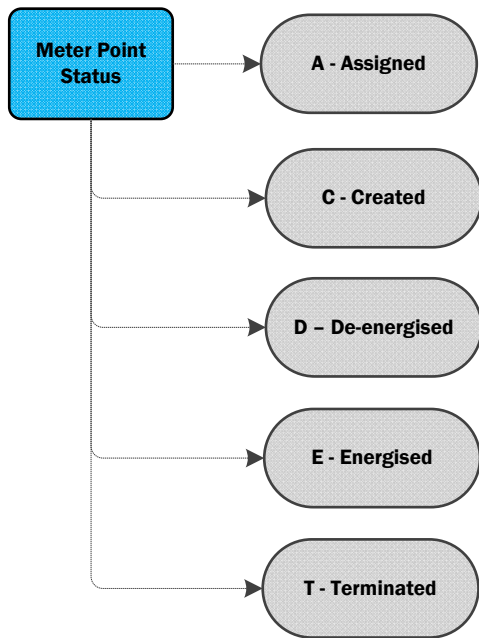 Meter Point
Status
A - Assigned
C - Created
D – De-energised
E - Energised
T - Terminated